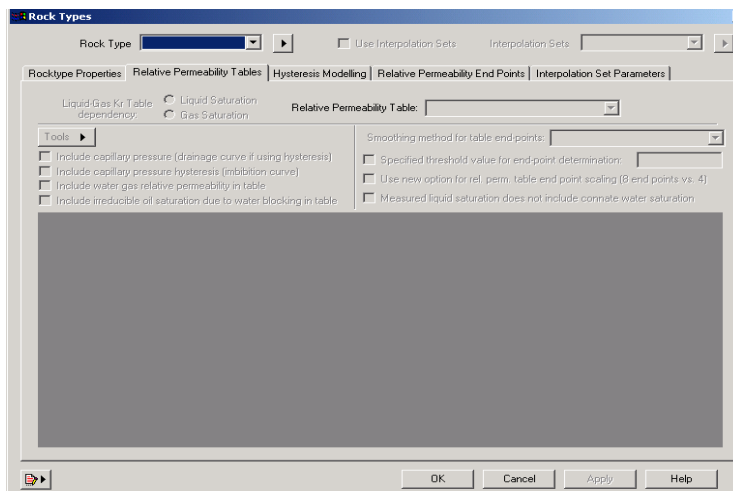 Rock Types
Rock Type
Use Interpolation Sets
Interpolation Sets
Rocktype Properties
Relative Permeability Tables
Hysteresis Modelling
Relative Permeability End Points
Interpolation Set Parameters
Liquid-Gas Kr Table dependency:
Liquid Saturation
Gas Saturation
Relative Permeability Table:
Tools
Include capillary pressure (drainage curve if using hysteresis)
Include capillary pressure hysteresis (imbibition curve)
Include water gas relative permeability in table
Include irreducible oil saturation due to water blocking in table
Smoothing method for table end-points:
Specified threshold value for end-point determination:
Use new option for rel. perm. table end point scaling (8 end points vs. 4)
Measured liquid saturation does not include connate water saturation
OK
Cancel
Apply
Help